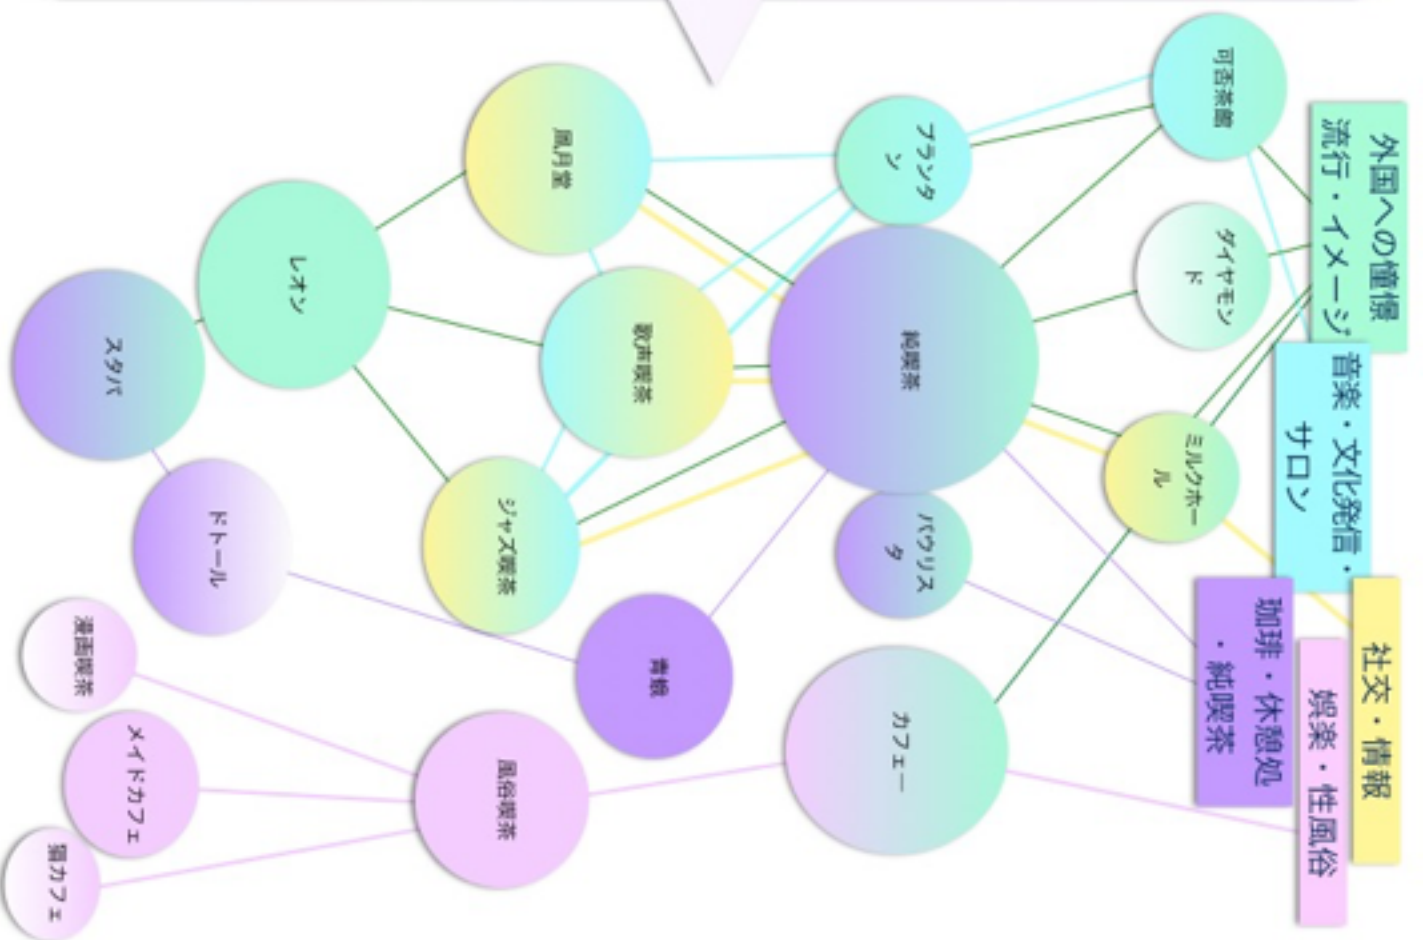 外国への憧憬
流行・イメージ
音楽・文化発信・
サロン
社交・情報
珈琲・休憩処
・純喫茶
娯楽・性風俗
可否茶館
ダイヤモン
ド
ミルクホー
ル
プランタ
ン
純喫茶
パウリス
タ
カフェー
風月堂
歌声喫茶
ジャズ喫茶
青蛾
風俗喫茶
レオン
スタバ
ドトール
漫画喫茶
メイドカフェ
猫カフェ